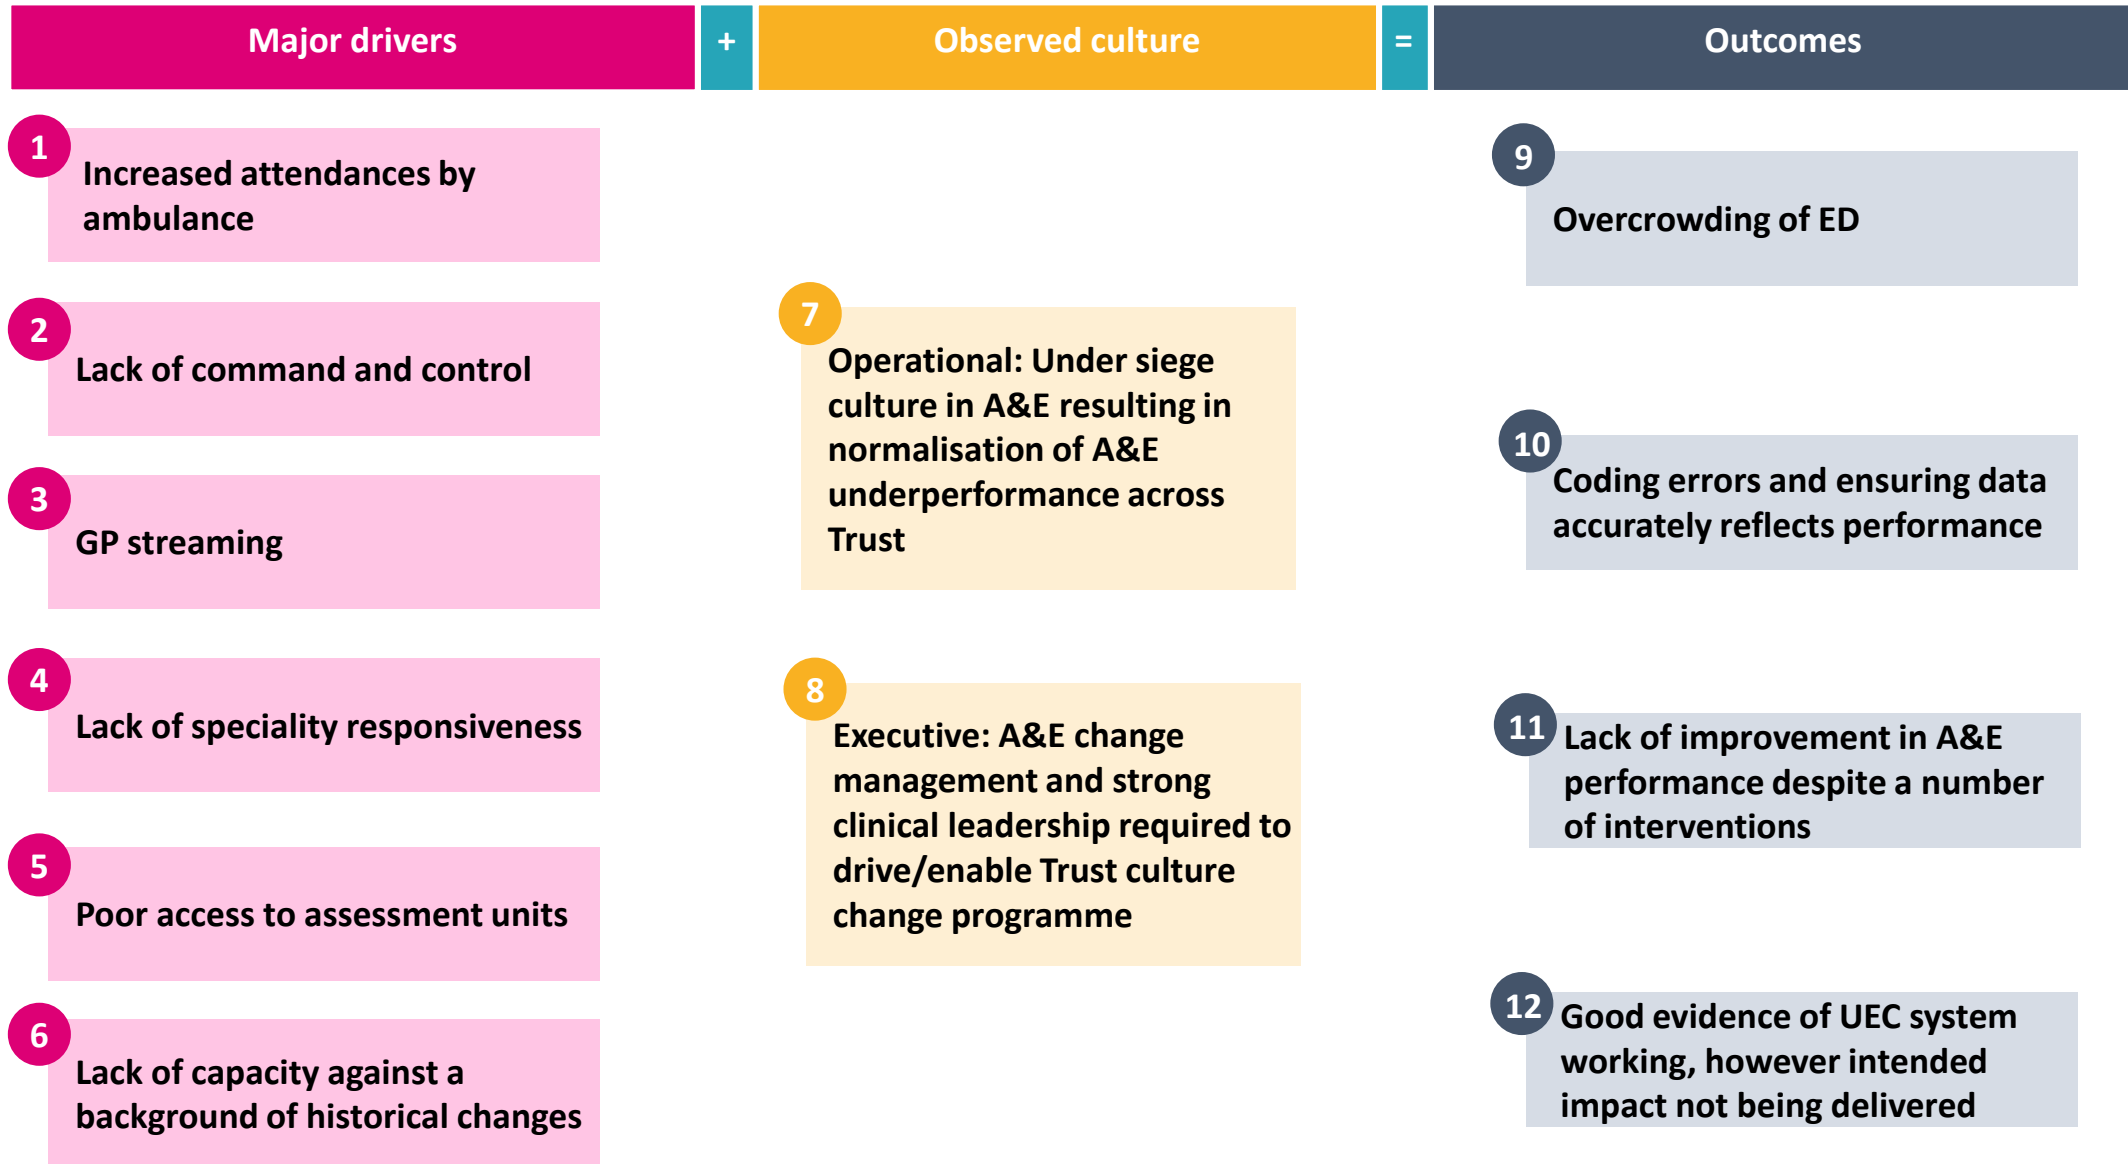 Major drivers
+
Observed culture
=
Outcomes
1
Increased attendances by
ambulance
2
Lack of command and control
3
GP streaming
4
Lack of speciality responsiveness
5
Poor access to assessment units
6
Lack of capacity against a
background of historical changes
7
Operational: Under siege
culture in A&E resulting in
normalisation of A&E
underperformance across
Trust
8
Executive: A&E change
management and strong
clinical leadership required to
drive/enable Trust culture
change programme
9
Overcrowding of ED
10
Coding errors and ensuring data
accurately reflects performance
11
Lack of improvement in A&E
performance despite a number
of interventions
12
Good evidence of UEC system
working, however intended
impact not being delivered